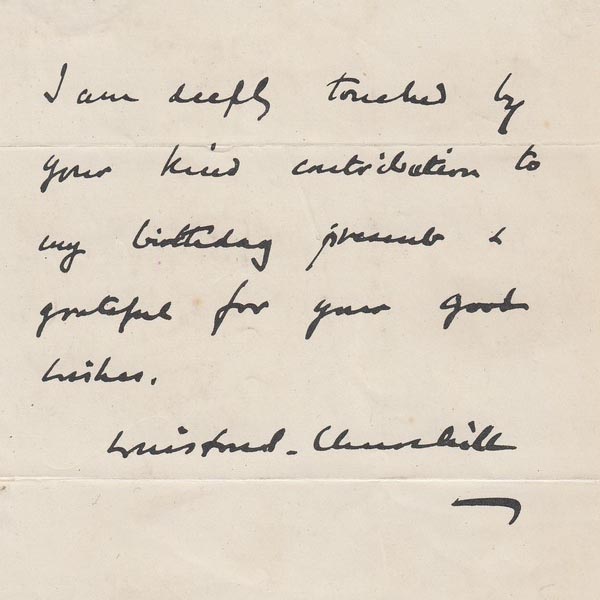 I am deeply touched by
your kind contribution to
my birthday present &
grateful for your good
wishes.
Winston S. Churchill